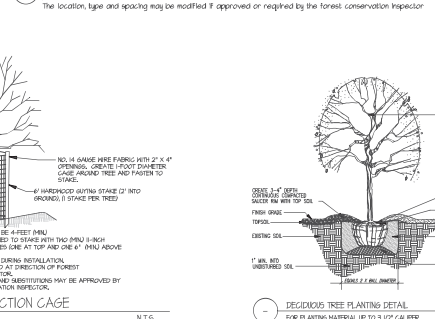 The location, type and spacing may be modified if approved or required by the forest conservation inspector
NO. 14 GAUGE WIRE FABRIC WITH 2" X 4"
OPENINGS. CREATE 1-FOOT DIAMETER
CAGE AROUND TREE AND FASTEN TO
STAKE.
6' HARDWOOD GUYING STAKE (2' INTO
GROUND), (1 STAKE PER TREE)
BE 4-FEET (MIN)
ED TO STAKE WITH TWO (MIN) 11-INCH
ES (ONE AT TOP AND ONE 6" (MIN) ABOVE
DURING INSTALLATION.
D AT DIRECTION OF FOREST
TOR.
AND SUBSTITUTIONS MAY BE APPROVED BY
ATION INSPECTOR.
CTION CAGE
N.T.S.
CREATE 3-4" DEPTH
CONTINUOUS COMPACTED
SAUCER RIM WITH TOP SOIL
FINISH GRADE
TOPSOIL
EXISTING SOIL
1" MIN. INTO
UNDISTURBED SOIL
EQUALS 2 X BALL DIAMETER
DECIDUOUS TREE PLANTING DETAIL
FOR PLANTING MATERIAL UP TO 3 1/2" CALIPER